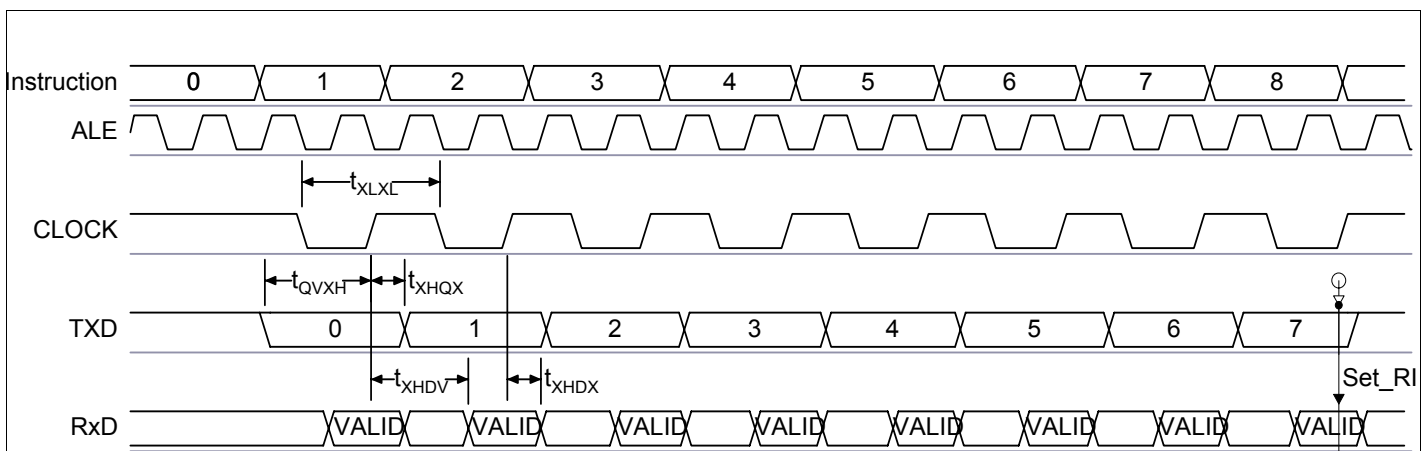 Instruction 0 1 2 3 4 5 6 7 8
ALE
tXLXL
CLOCK
tQVXH tXHQX
TXD 0 1 2 3 4 5 6 7
tXHDV tXHDX Set_RI
RxD VALID VALID VALID VALID VALID VALID VALID VALID